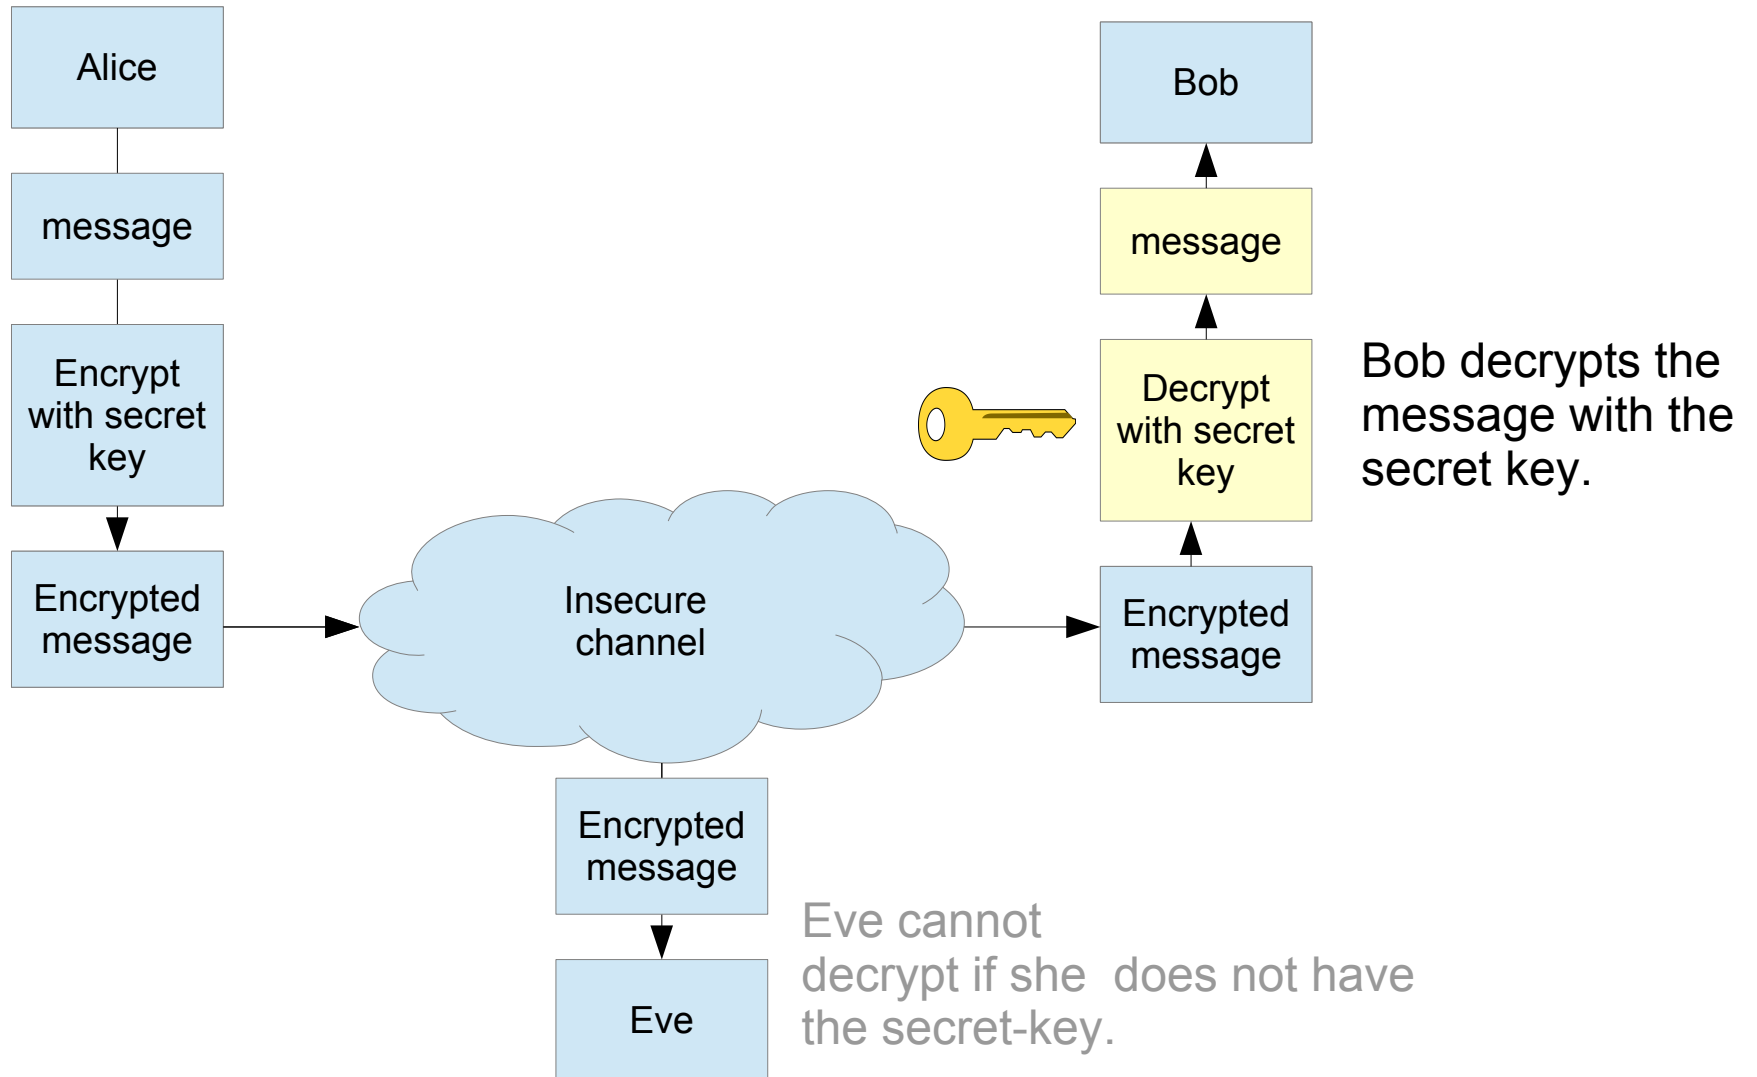 Alice
message
Encrypt
with secret
key
Encrypted
message
Insecure
channel
Encrypted
message
Eve
Eve cannot
decrypt if she  does not have
the secret-key.
Bob
message
Decrypt
with secret
key
Encrypted
message
Bob decrypts the
message with the
secret key.